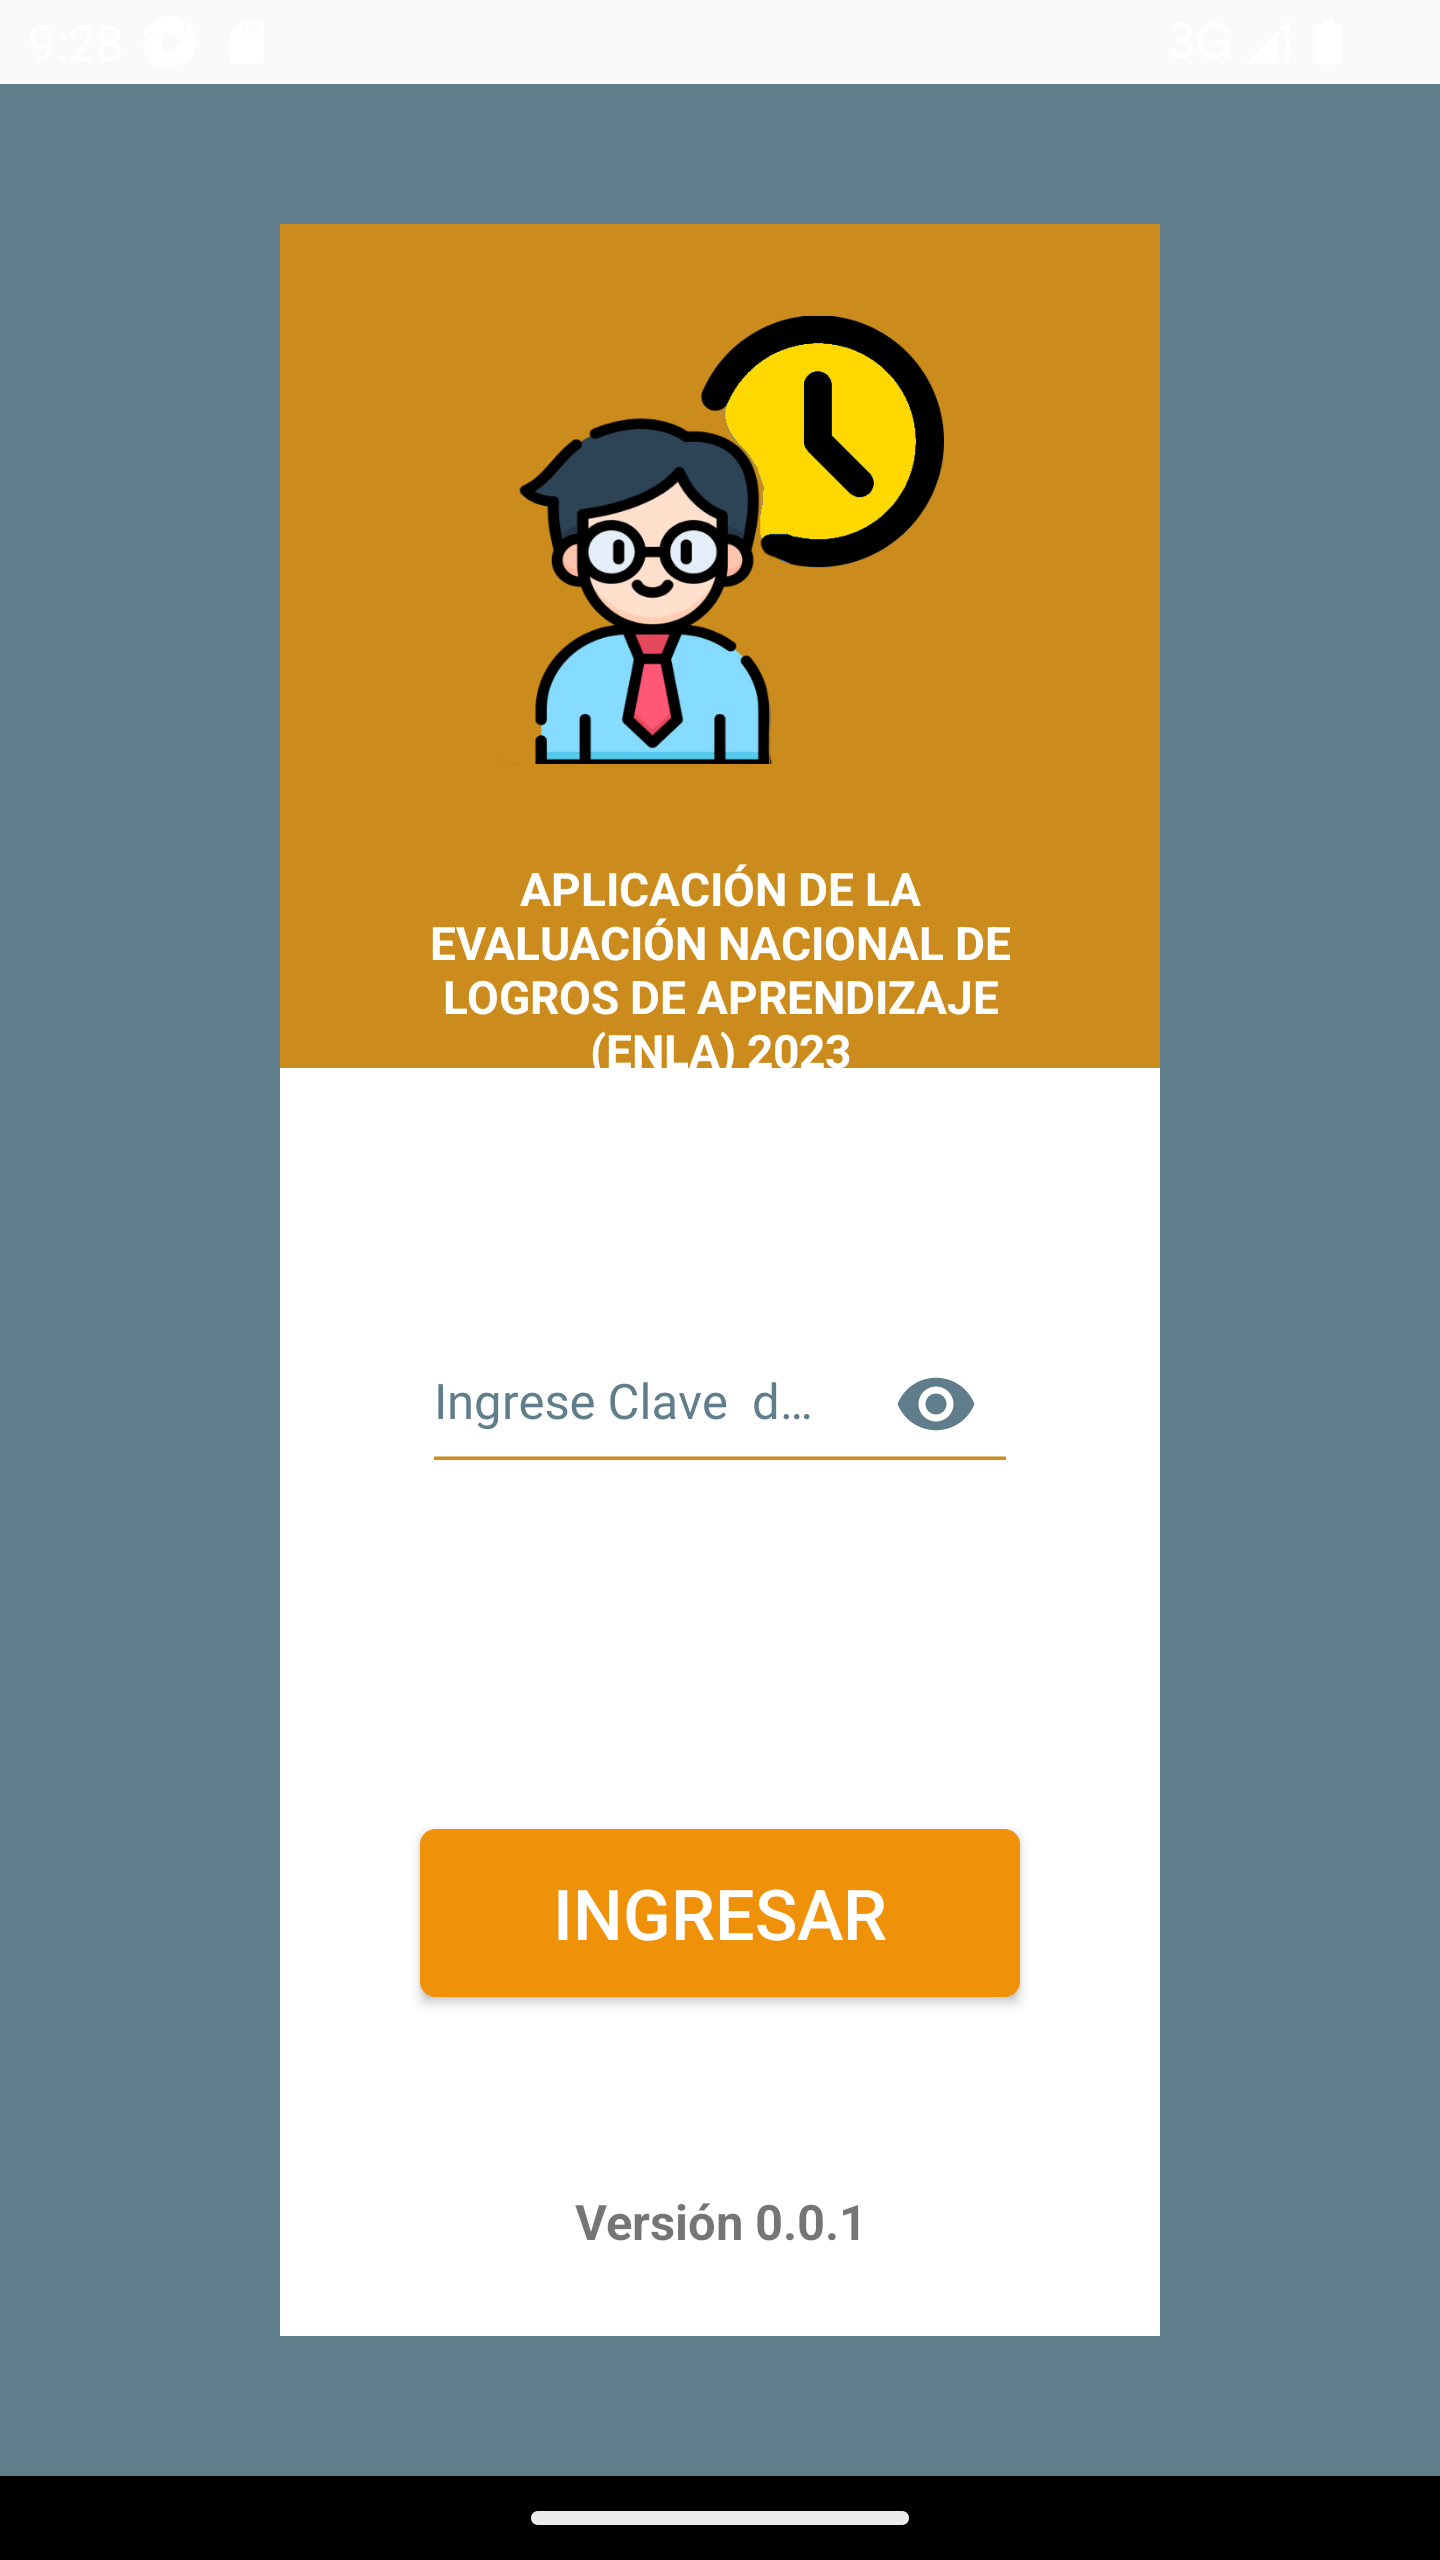 9:28
3G
APLICACIÓN DE LA
EVALUACIÓN NACIONAL DE
LOGROS DE APRENDIZAJE
(ENLA) 2023
Ingrese Clave d...
INGRESAR
Versión 0.0.1